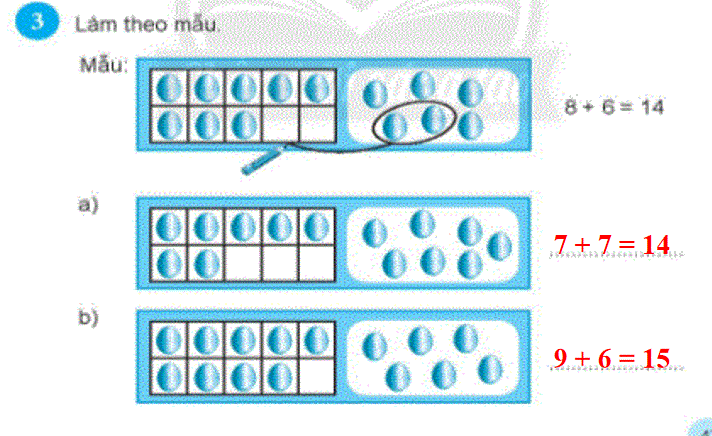 3 Làm theo mẫu.
Mẫu:
8 + 6 = 14
a)
7 + 7 = 14
b)
9 + 6 = 15